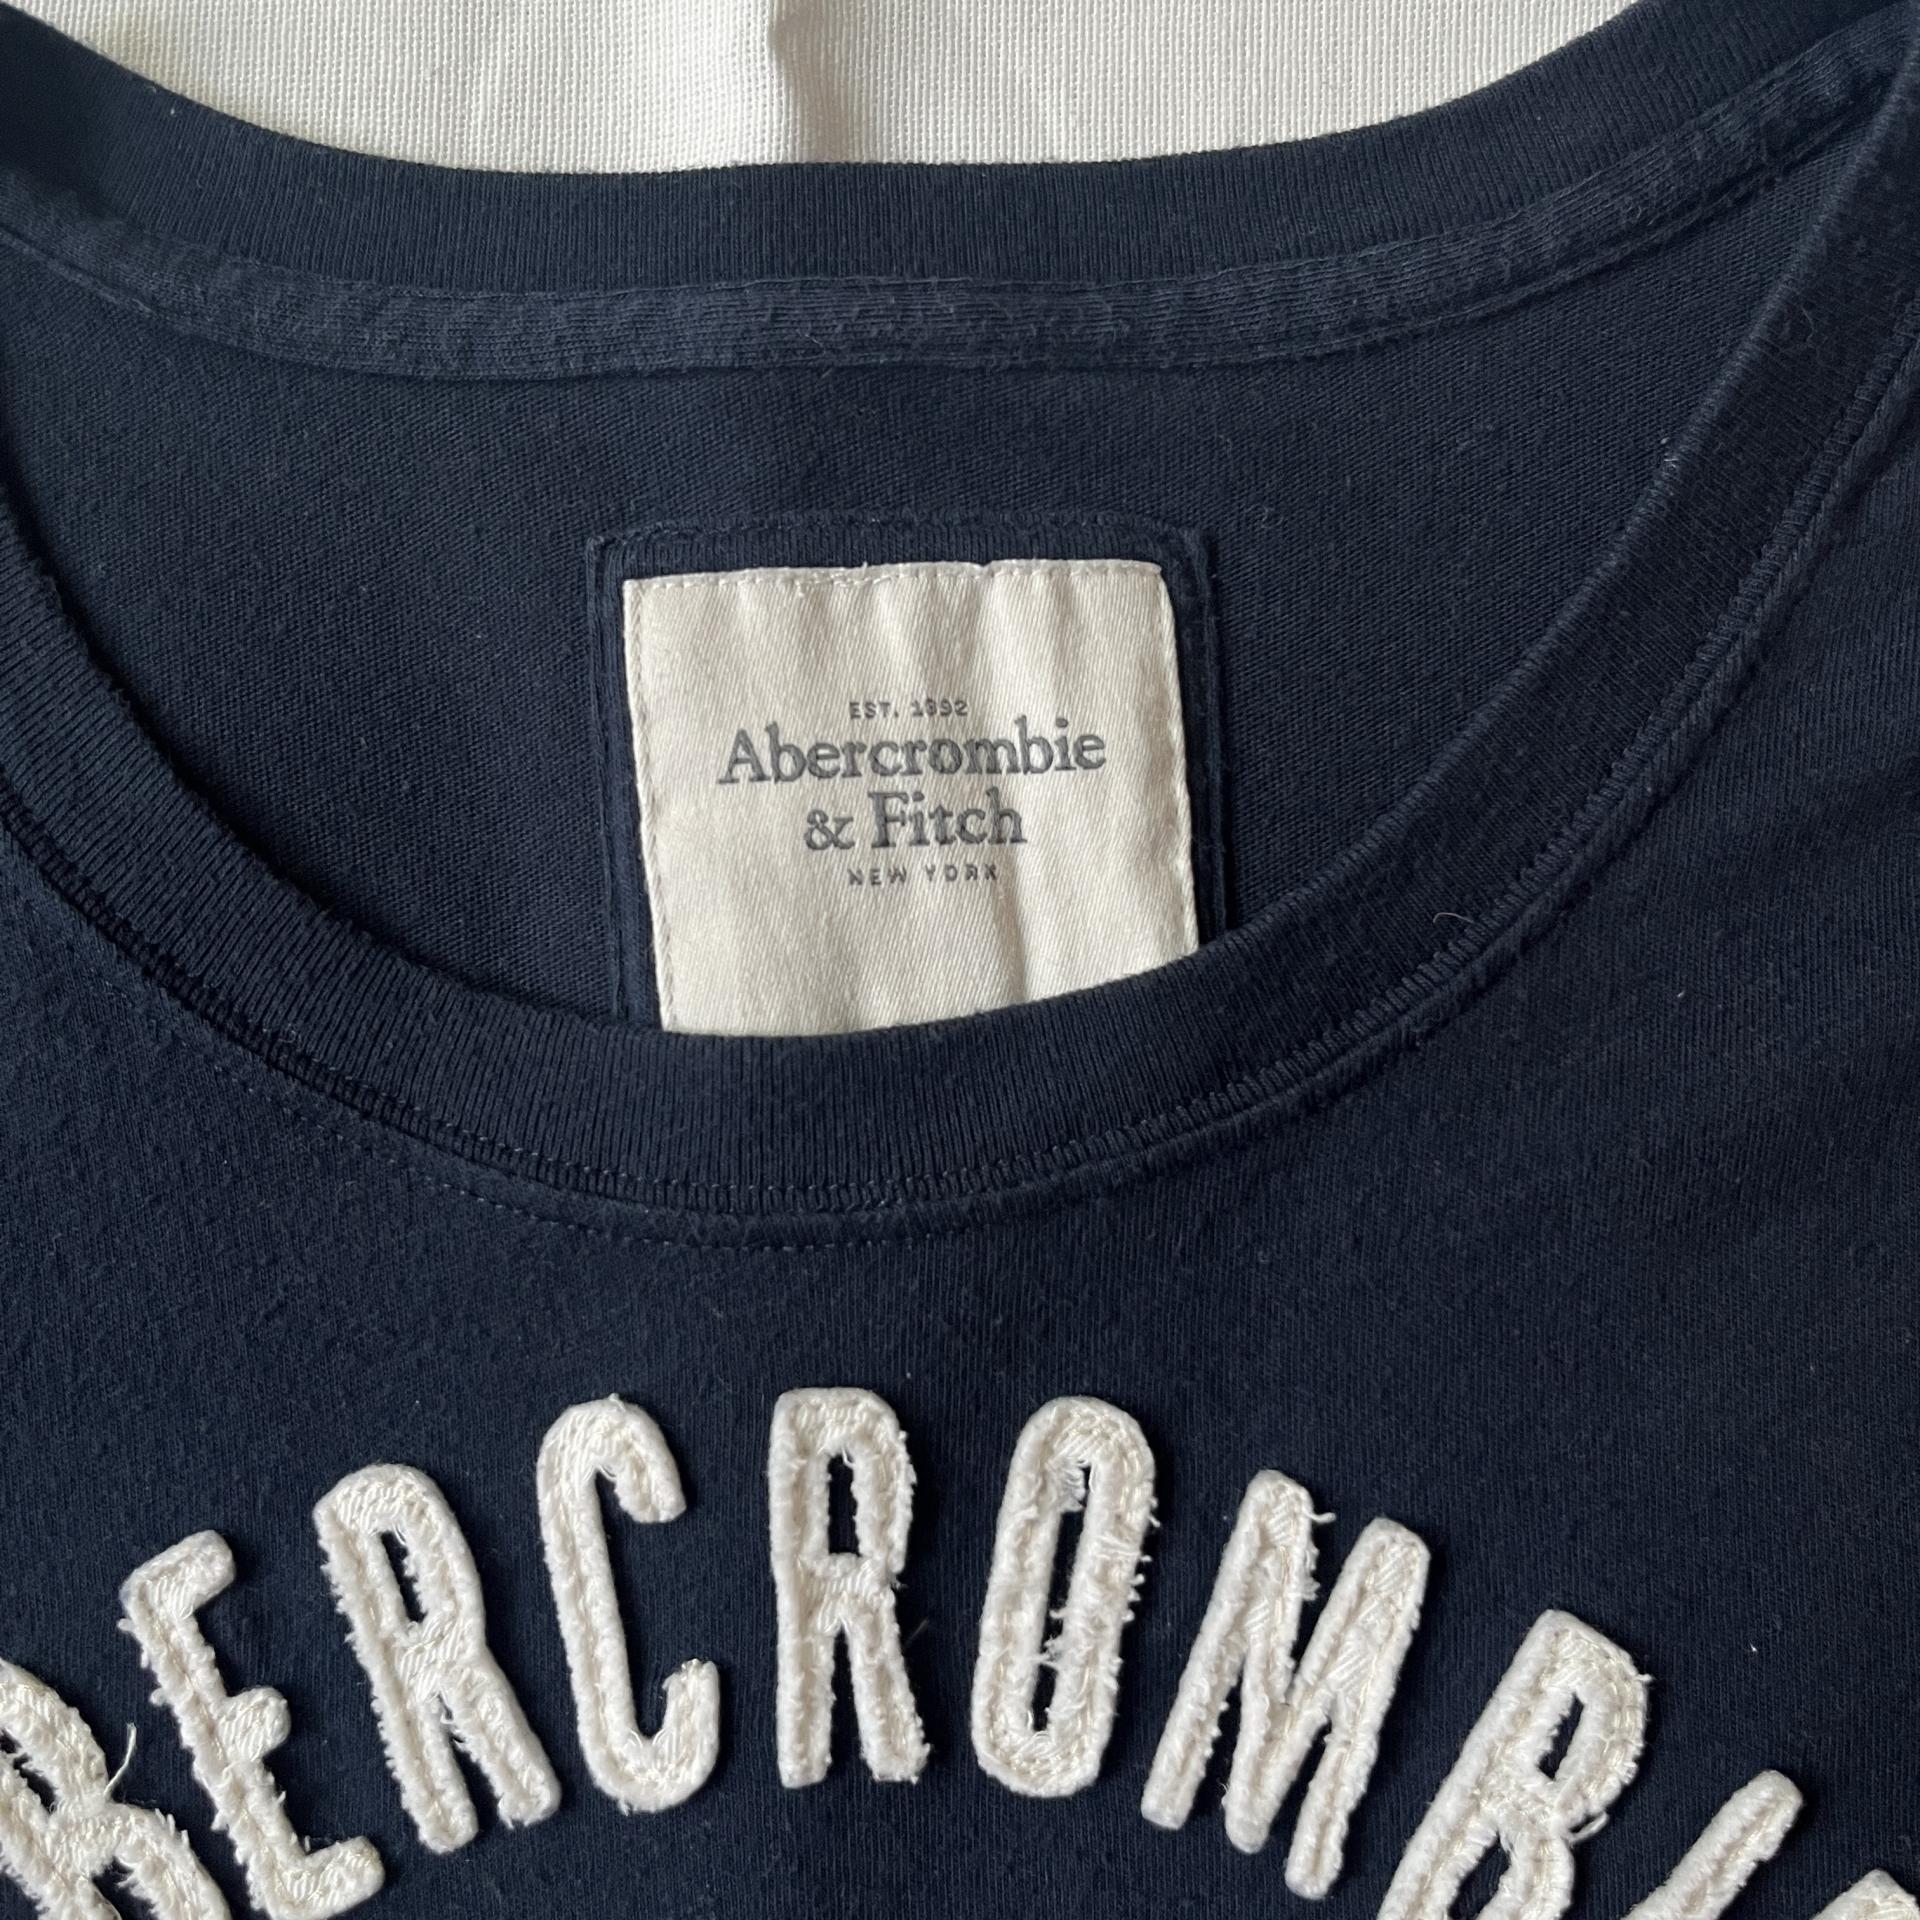 EST. 1892
Abercrombie
& Fitch
NEW YORK
BERCROMBI